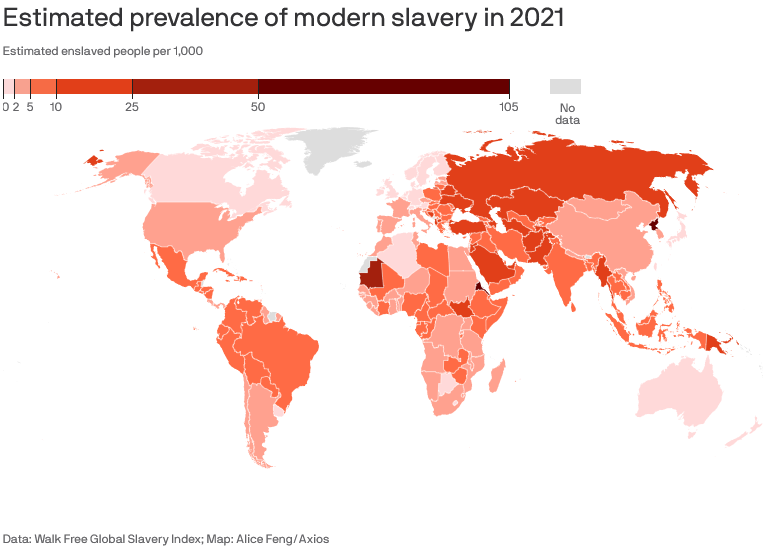 Estimated prevalence of modern slavery in 2021
Estimated enslaved people per 1,000
0 2 5 10 25 50 105
No
data
Data: Walk Free Global Slavery Index; Map: Alice Feng/Axios